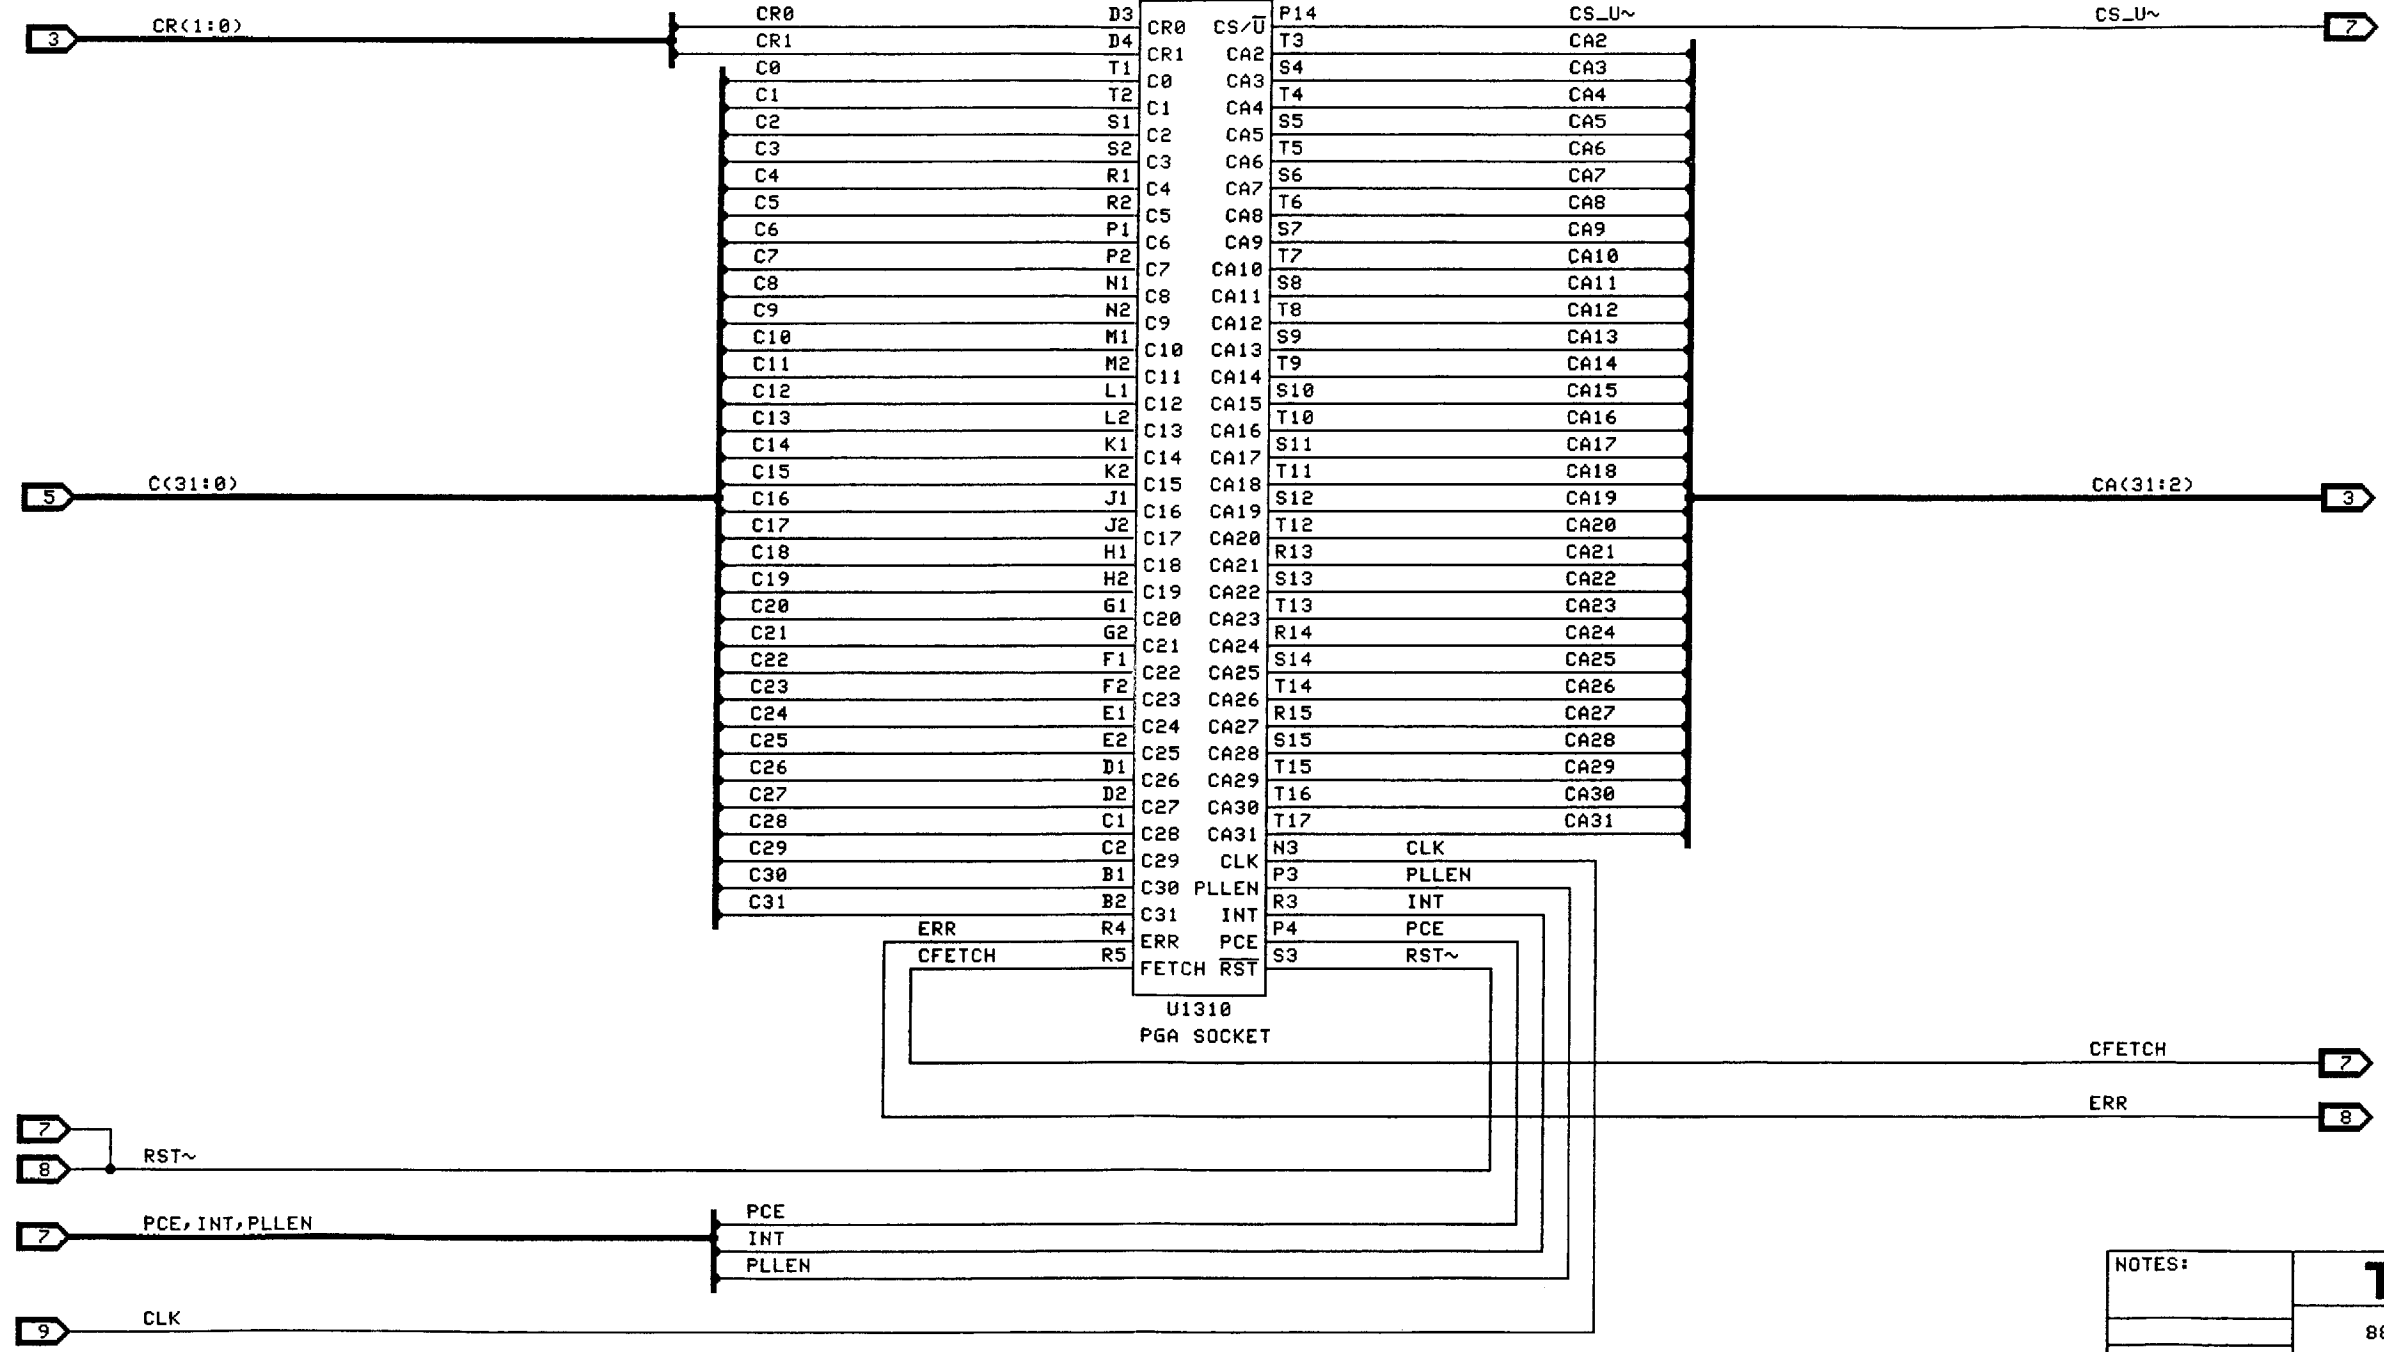 CR0 D3 CR0 CS/U̅ P14 CS_U~ CS_U~ 7
3 CR(1:0)
CR1 D4 CR1 CA2 T3 CA2
C0 T1 C0 CA3 S4 CA3
C1 T2 C1 CA4 T4 CA4
C2 S1 C2 CA5 S5 CA5
C3 S2 C3 CA6 T5 CA6
C4 R1 C4 CA7 S6 CA7
C5 R2 C5 CA8 T6 CA8
C6 P1 C6 CA9 S7 CA9
C7 P2 C7 CA10 T7 CA10
C8 N1 C8 CA11 S8 CA11
C9 N2 C9 CA12 T8 CA12
C10 M1 C10 CA13 S9 CA13
C11 M2 C11 CA14 T9 CA14
C12 L1 C12 CA15 S10 CA15
C13 L2 C13 CA16 T10 CA16
C14 K1 C14 CA17 S11 CA17
C15 K2 C15 CA18 T11 CA18
5 C(31:0) CA(31:2) 3
C16 J1 C16 CA19 S12 CA19
C17 J2 C17 CA20 T12 CA20
C18 H1 C18 CA21 R13 CA21
C19 H2 C19 CA22 S13 CA22
C20 G1 C20 CA23 T13 CA23
C21 G2 C21 CA24 R14 CA24
C22 F1 C22 CA25 S14 CA25
C23 F2 C23 CA26 T14 CA26
C24 E1 C24 CA27 R15 CA27
C25 E2 C25 CA28 S15 CA28
C26 D1 C26 CA29 T15 CA29
C27 D2 C27 CA30 T16 CA30
C28 C1 C28 CA31 T17 CA31
C29 C2 C29 CLK N3 CLK
C30 B1 C30 PLLEN P3 PLLEN
C31 B2 C31 INT R3 INT
ERR R4 ERR PCE P4 PCE
CFETCH R5 FETCH R̅S̅T̅ S3 RST~
U1310
PGA SOCKET
CFETCH 7
ERR 8
7
8 RST~
7 PCE,INT,PLLEN
PCE
INT
PLLEN
NOTES:
9 CLK